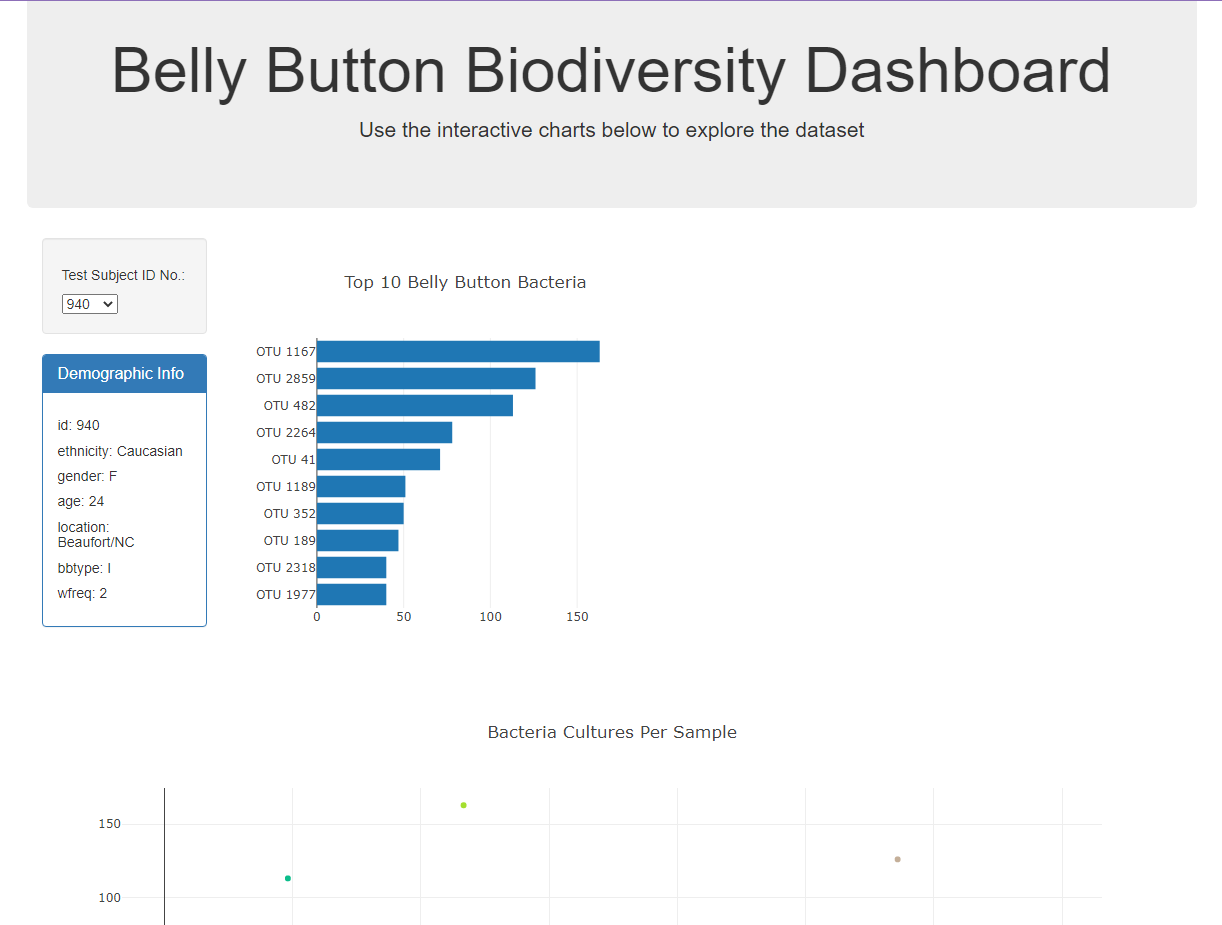 Belly Button Biodiversity Dashboard
Use the interactive charts below to explore the dataset
Test Subject ID No.:
940
Demographic Info
id: 940
ethnicity: Caucasian
gender: F
age: 24
location:
Beaufort/NC
bbtype: I
wfreq: 2
Top 10 Belly Button Bacteria
OTU 1167
OTU 2859
OTU 482
OTU 2264
OTU 41
OTU 1189
OTU 352
OTU 189
OTU 2318
OTU 1977
0 50 100 150
Bacteria Cultures Per Sample
150
100